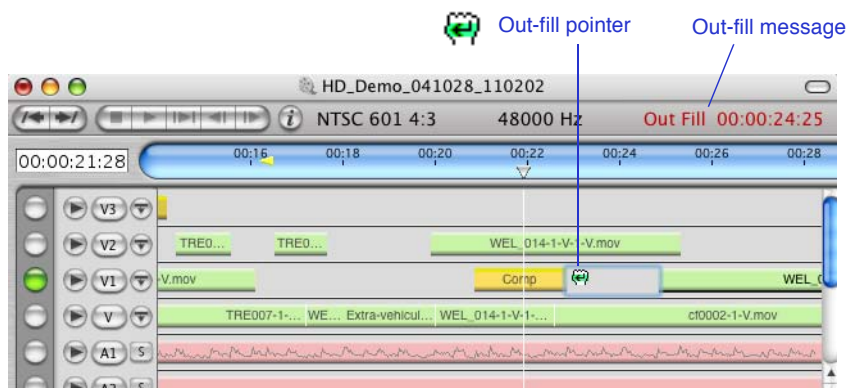 Out-fill pointer Out-fill message
HD_Demo_041028_110202
NTSC 601 4:3 48000 Hz Out Fill 00:00:24:25
00:00:21:28 00:16 00:18 00:20 00:22 00:24 00:26 00:28
V3
V2 TRE0... TRE0... WEL_014-1-V-1-V.mov
V1 -V.mov Comp WEL_
V TRE007-1-... WE... Extra-vehicul... WEL_014-1-V-1-... cf0002-1-V.mov
A1 S
A2 S